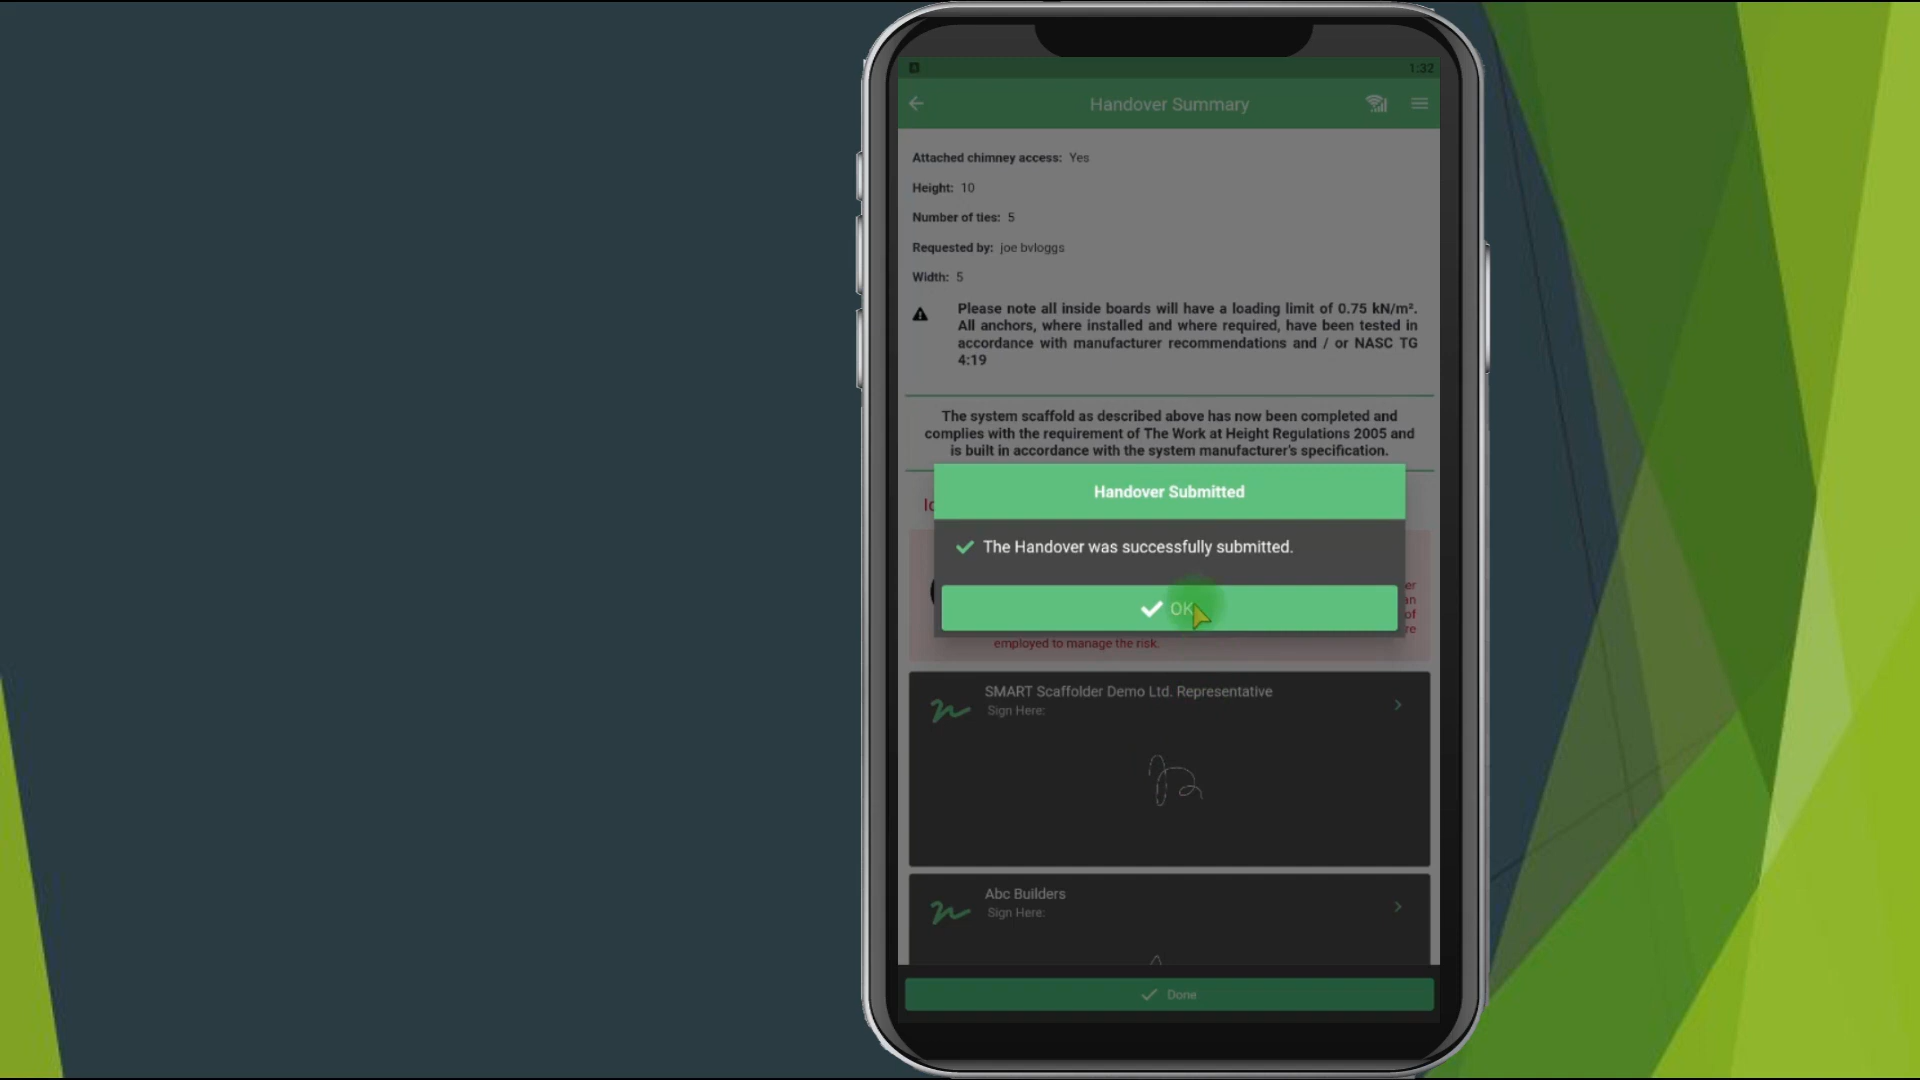 1:32
Handover Summary
Attached chimney access: Yes
Height: 10
Number of ties: 5
Requested by: joe bvloggs
Width: 5
Please note all inside boards will have a loading limit of 0.75 kN/m².
All anchors, where installed and where required, have been tested in
accordance with manufacturer recommendations and / or NASC TG
4:19
The system scaffold as described above has now been completed and
complies with the requirement of The Work at Height Regulations 2005 and
is built in accordance with the system manufacturer's specification.
Handover Submitted
The Handover was successfully submitted.
OK
of
employed to manage the risk.
SMART Scaffolder Demo Ltd. Representative
Sign Here:
Abc Builders
Sign Here:
Done